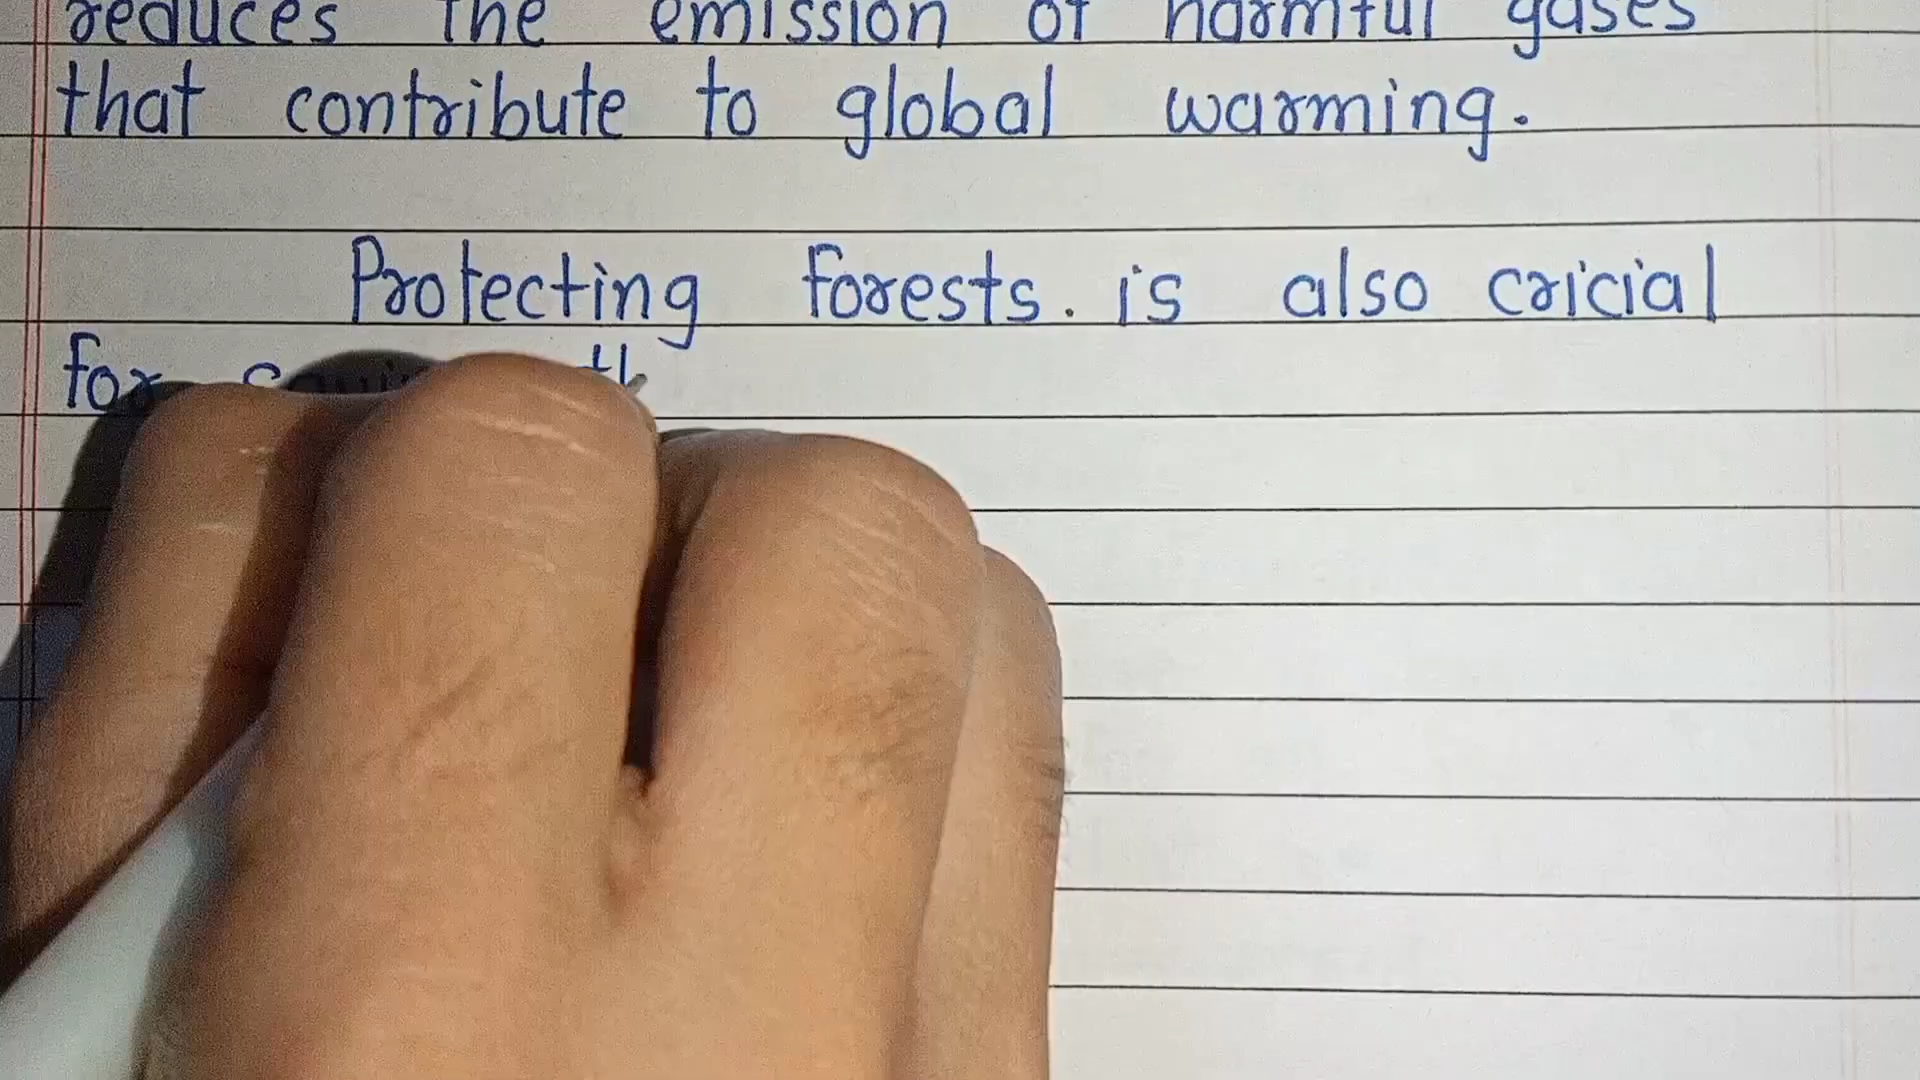 reduces the emission of harmful gases
that contribute to global warming.
Protecting forests. is also cricial
for